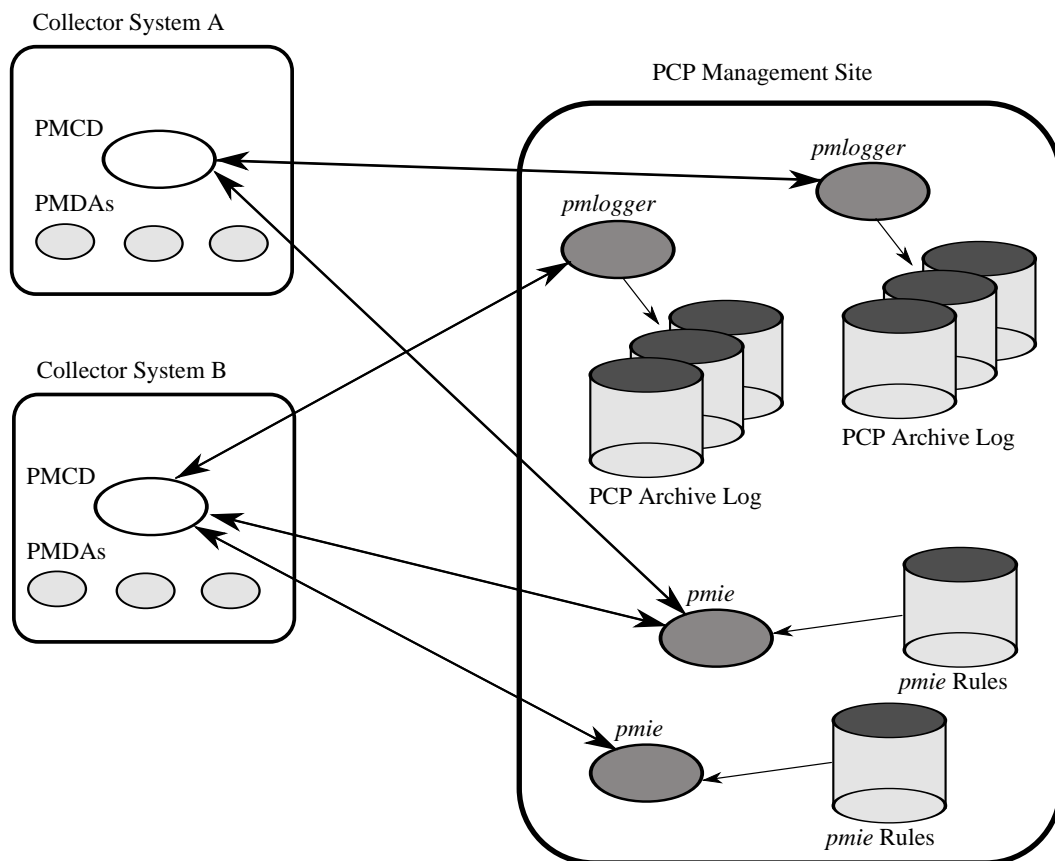 Collector System A
PMCD
PMDAs
PCP Management Site
pmlogger
pmlogger
PCP Archive Log
PCP Archive Log
Collector System B
PMCD
PMDAs
pmie
pmie Rules
pmie
pmie Rules